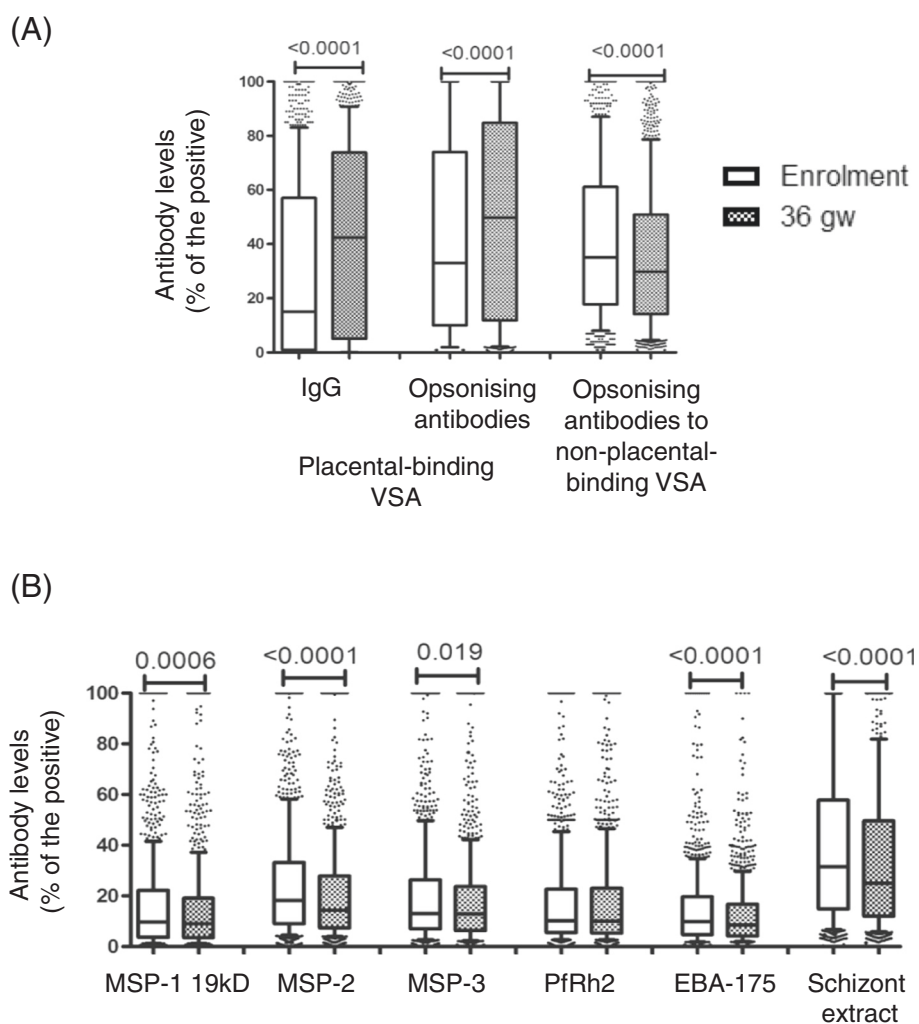 (A)
<0.0001 <0.0001 <0.0001
Antibody levels
(% of the positive)
100
80
60
40
20
0
Enrolment
36 gw
IgG
Opsonising
antibodies
Placental-binding
VSA
Opsonising
antibodies to
non-placental-
binding VSA
(B)
0.0006 <0.0001 0.019 <0.0001 <0.0001
Antibody levels
(% of the positive)
100
80
60
40
20
0
MSP-1 19kD MSP-2 MSP-3 PfRh2 EBA-175 Schizont
extract